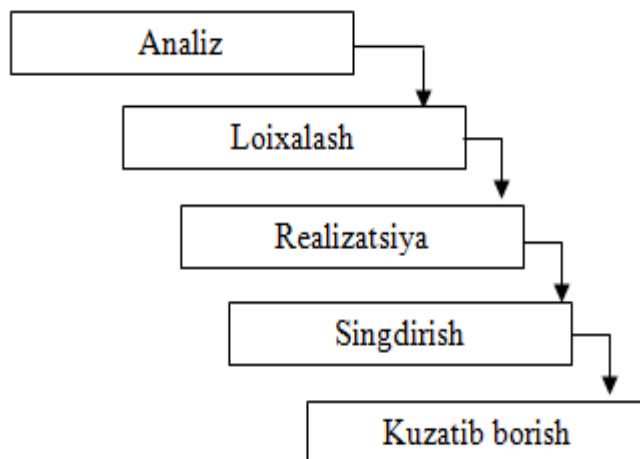 Analiz
Loixalash
Realizatsiya
Singdirish
Kuzatib borish